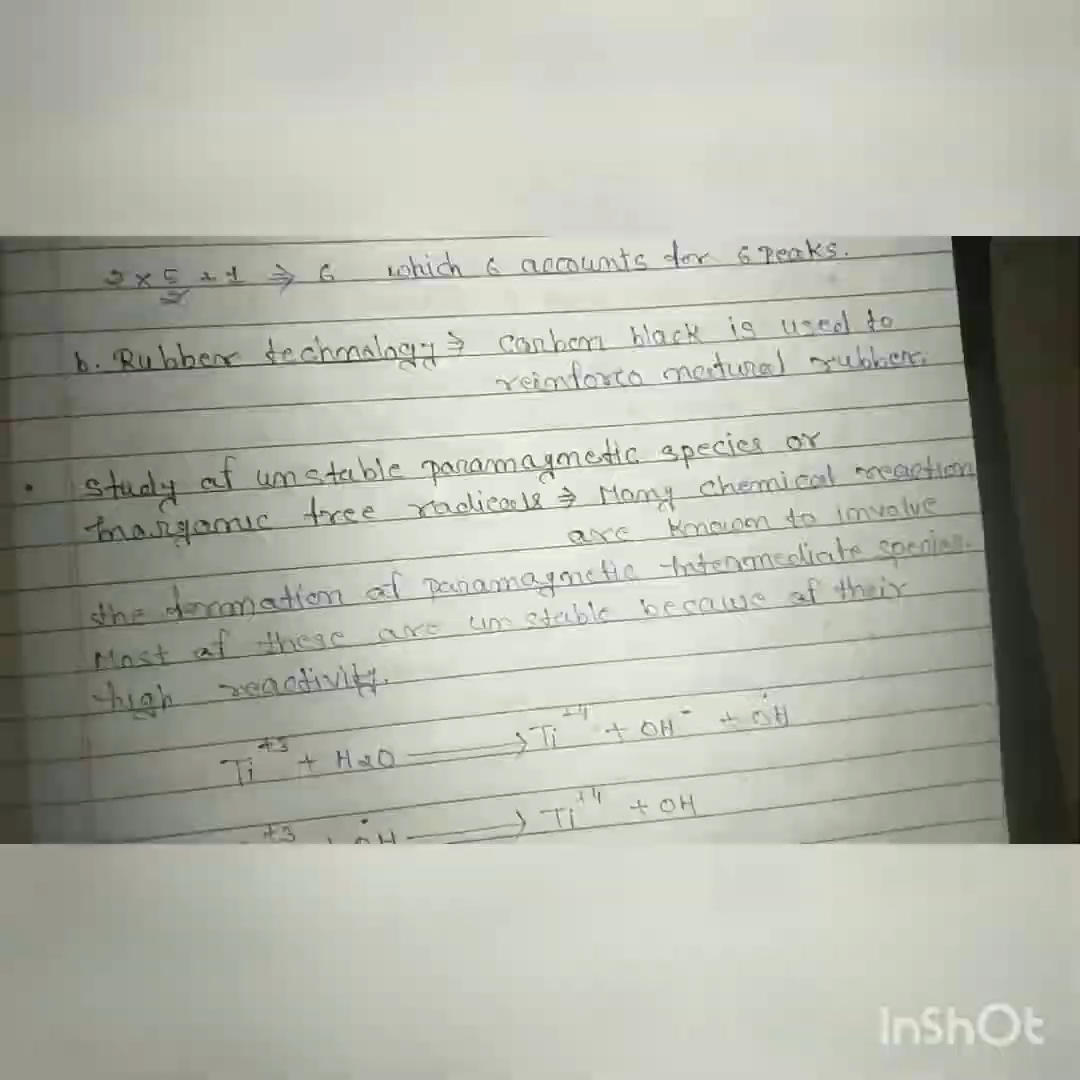 2 × 5/2 + 1 ⇒ 6 which 6 accounts for 6 peaks.
b. Rubber technology ⇒ Carbon black is used to
reinforce natural rubber.
• Study of unstable paramagnetic species or
Inorganic free radicals ⇒ Many chemical reaction
are known to involve
the formation of paramagnetic Intermediate species.
Most of these are unstable because of their
high reactivity.
Ti⁺³ + H2O ⟶ Ti⁺⁴ + OH⁻ + ȮH
⁺³ + ȮH ⟶ Ti⁺⁴ + OH
InShOt